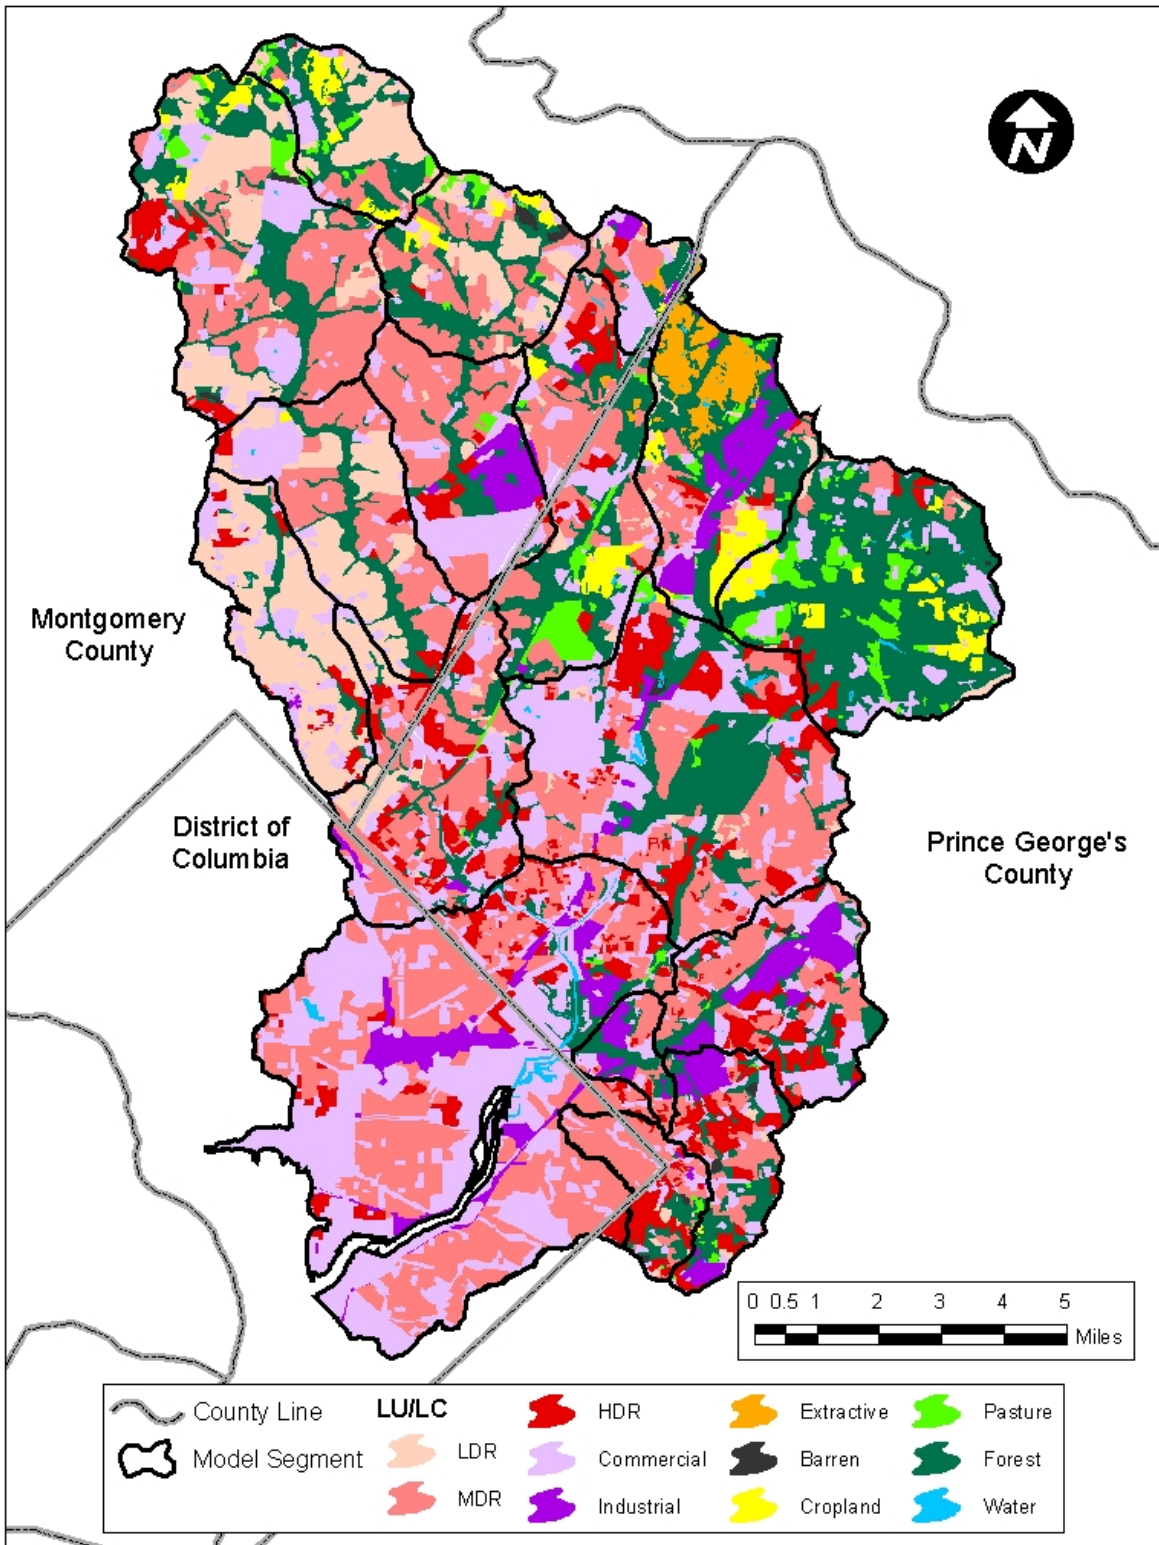 N
Montgomery
County
District of
Columbia
Prince George's
County
0 0.5 1 2 3 4 5
Miles
County Line
Model Segment
LU/LC
LDR
MDR
HDR
Commercial
Industrial
Extractive
Barren
Cropland
Pasture
Forest
Water